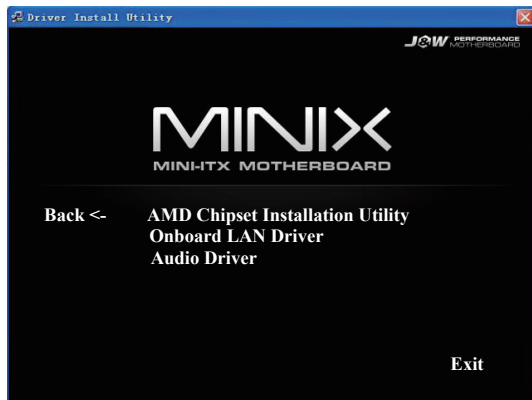 Driver Install Utility
J&W PERFORMANCE
MOTHERBOARD
MINIX
MINI-ITX MOTHERBOARD
Back <- AMD Chipset Installation Utility
Onboard LAN Driver
Audio Driver
Exit